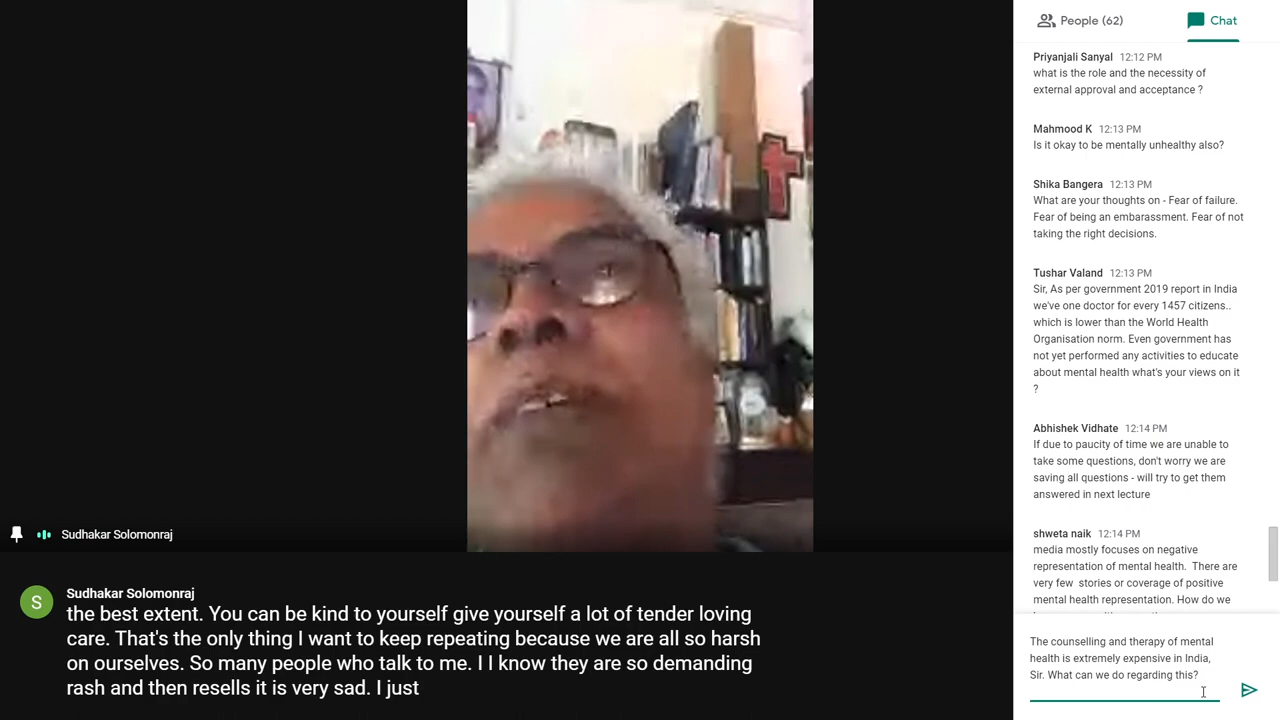 People (62)
Chat
Priyanjali Sanyal 12:12 PM
what is the role and the necessity of
external approval and acceptance ?
Mahmood K 12:13 PM
Is it okay to be mentally unhealthy also?
Shika Bangera 12:13 PM
What are your thoughts on - Fear of failure.
Fear of being an embarassment. Fear of not
taking the right decisions.
Tushar Valand 12:13 PM
Sir, As per government 2019 report in India
we've one doctor for every 1457 citizens..
which is lower than the World Health
Organisation norm. Even government has
not yet performed any activities to educate
about mental health what's your views on it
?
Abhishek Vidhate 12:14 PM
If due to paucity of time we are unable to
take some questions, don't worry we are
saving all questions - will try to get them
answered in next lecture
shweta naik 12:14 PM
media mostly focuses on negative
representation of mental health. There are
very few stories or coverage of positive
mental health representation. How do we
The counselling and therapy of mental
health is extremely expensive in India,
Sir. What can we do regarding this?
Sudhakar Solomonraj
S
Sudhakar Solomonraj
the best extent. You can be kind to yourself give yourself a lot of tender loving
care. That's the only thing I want to keep repeating because we are all so harsh
on ourselves. So many people who talk to me. I I know they are so demanding
rash and then resells it is very sad. I just